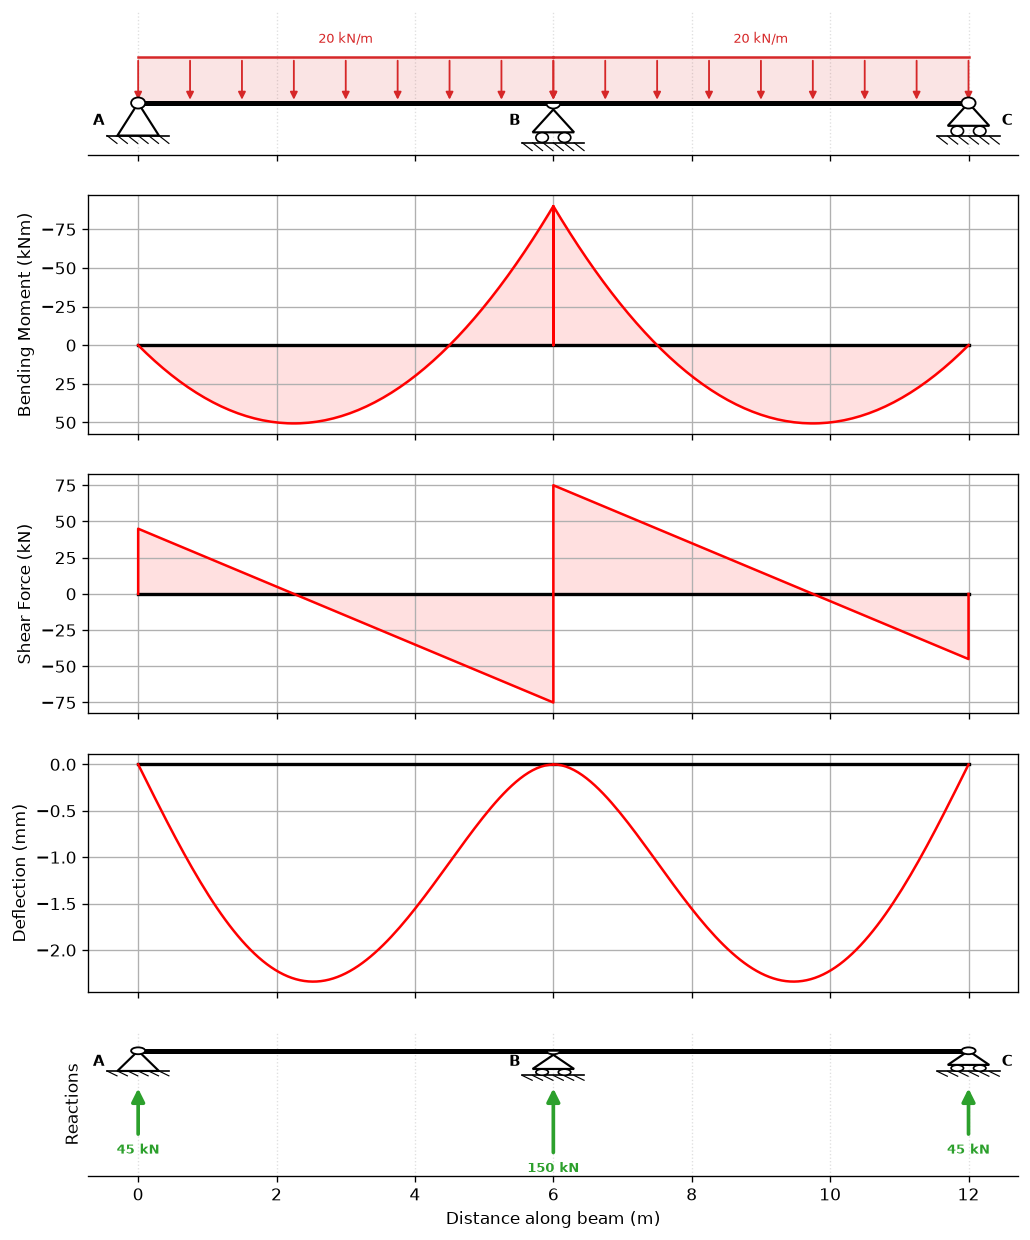 20 kN/m 20 kN/m
A B C
Bending Moment (kNm)
−75
−50
−25
0
25
50
Shear Force (kN)
75
50
25
0
−25
−50
−75
Deflection (mm)
0.0
−0.5
−1.0
−1.5
−2.0
Reactions
A B C
45 kN 150 kN 45 kN
0 2 4 6 8 10 12
Distance along beam (m)